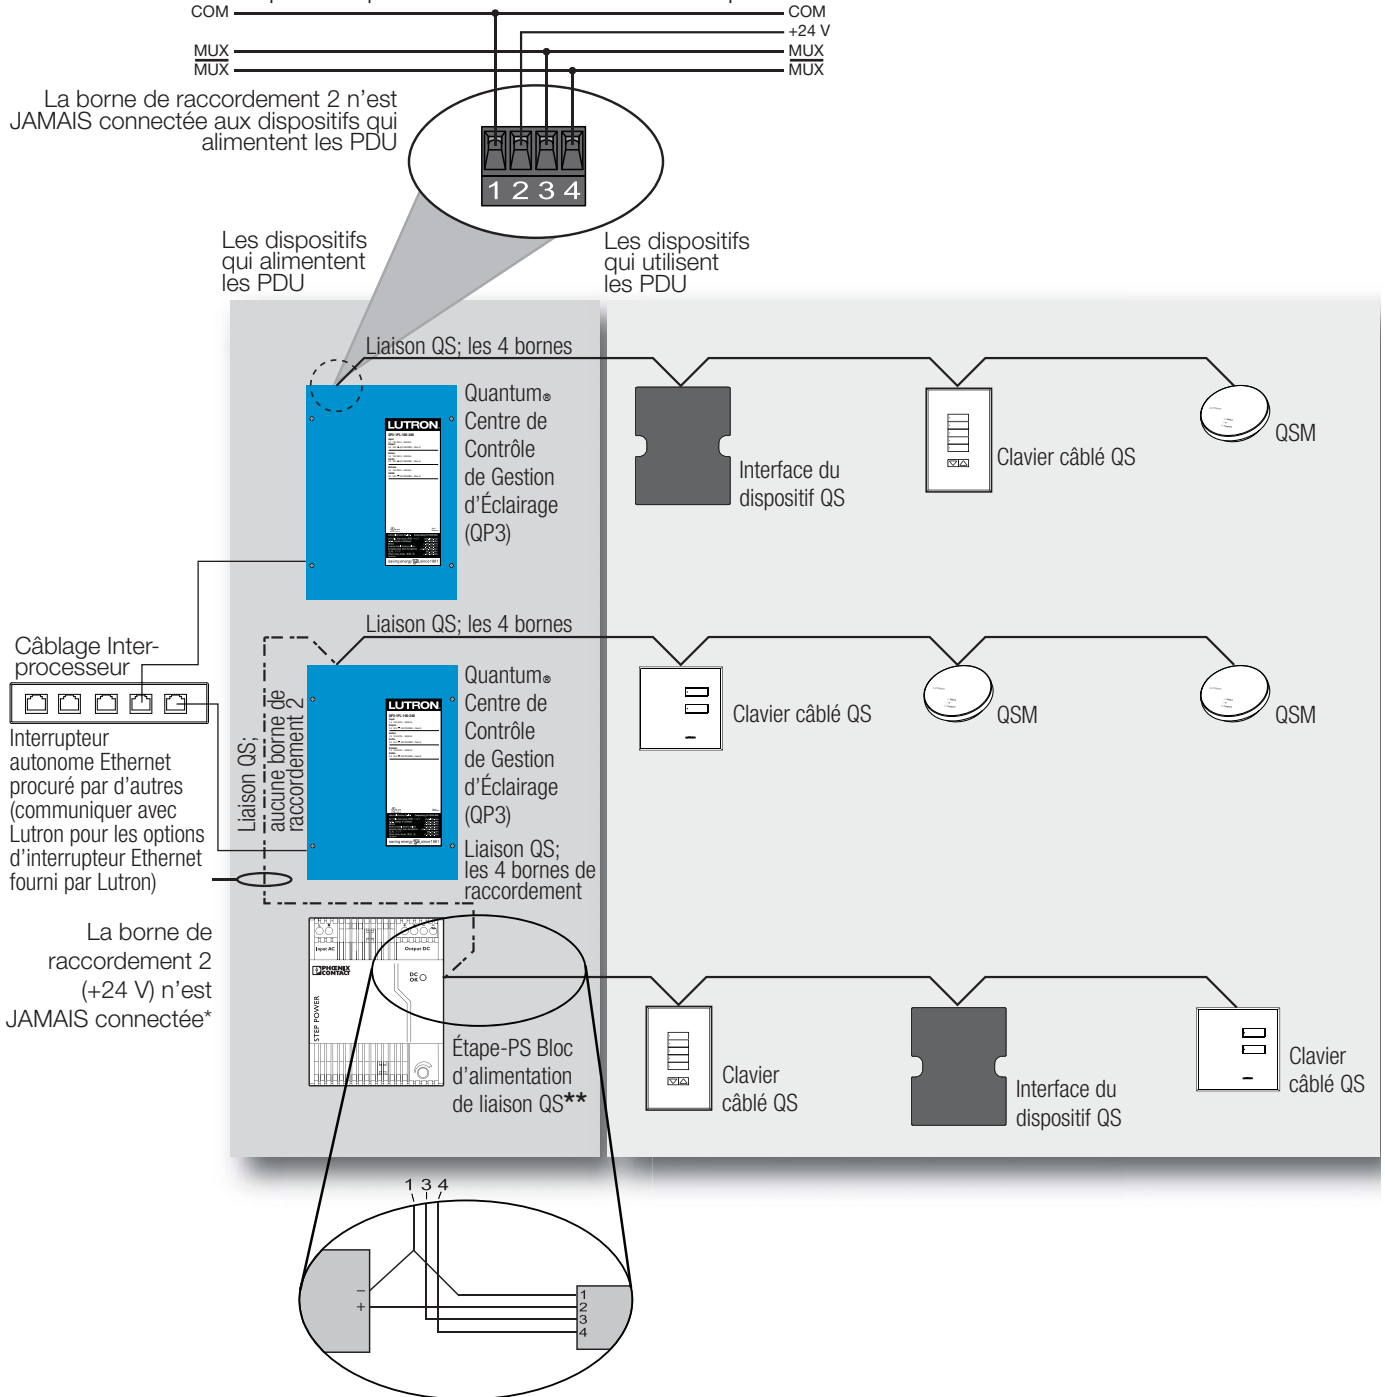 COM
COM
+24 V
MUX
MUX
MUX
MUX
La borne de raccordement 2 n’est
JAMAIS connectée aux dispositifs qui
alimentent les PDU
1 2 3 4
Les dispositifs
qui alimentent
les PDU
Les dispositifs
qui utilisent
les PDU
Liaison QS; les 4 bornes
LUTRON
Quantum®
Centre de
Contrôle
de Gestion
d’Éclairage
(QP3)
Interface du
dispositif QS
Clavier câblé QS
QSM
Liaison QS; les 4 bornes
Câblage Inter-
processeur
Interrupteur
autonome Ethernet
procuré par d’autres
(communiquer avec
Lutron pour les options
d’interrupteur Ethernet
fourni par Lutron)
Liaison QS;
aucune borne de
raccordement 2
LUTRON
Quantum®
Centre de
Contrôle
de Gestion
d’Éclairage
(QP3)
Clavier câblé QS
QSM
QSM
Liaison QS;
les 4 bornes de
raccordement
La borne de
raccordement 2
(+24 V) n’est
JAMAIS connectée*
Input AC
Output DC
PHŒNIX
CONTACT
DC
OK
STEP POWER
Étape-PS Bloc
d’alimentation
de liaison QS**
Clavier
câblé QS
Interface du
dispositif QS
Clavier
câblé QS
1 3 4
–
+
1
2
3
4